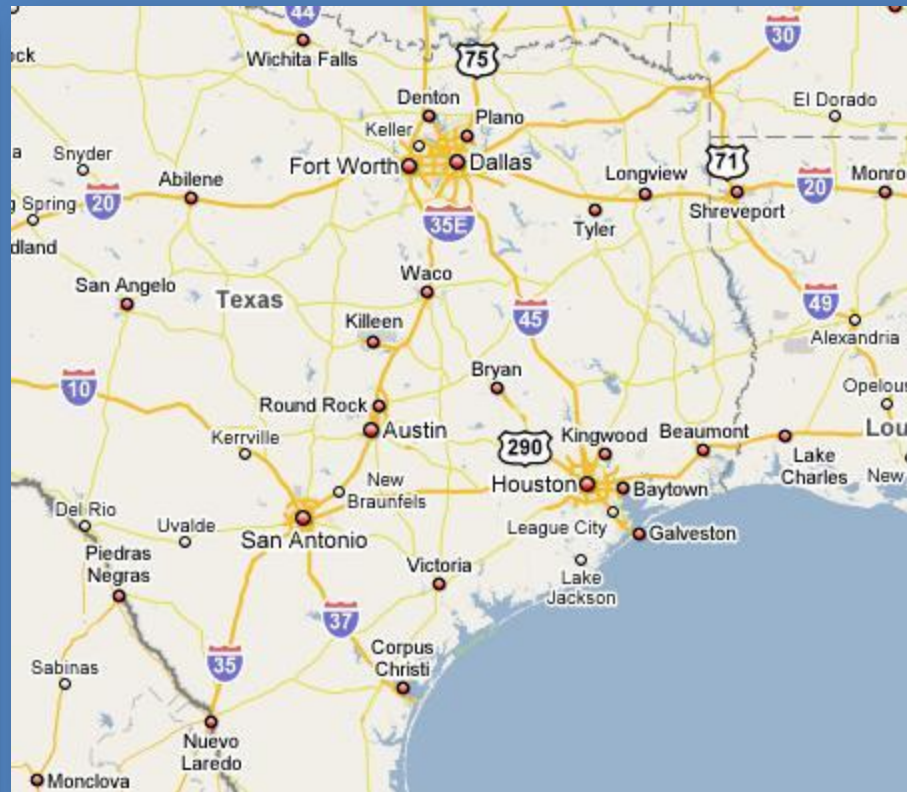 44
ock
Wichita Falls
75
30
Denton
Plano
El Dorado
Keller
a
Snyder
Fort Worth
Dallas
71
Abilene
Longview
20
Monro
20
g Spring
Shreveport
Tyler
35E
dland
Waco
San Angelo
Texas
49
45
Killeen
Alexandria
Bryan
10
Opelous
Round Rock
Austin
Kingwood
Beaumont
Lou
Kerrville
290
Lake
Charles
New
New
Braunfels
Houston
Baytown
Del Rio
Uvalde
San Antonio
League City
Galveston
Piedras
Negras
Victoria
Lake
Jackson
37
Corpus
Christi
35
Sabinas
Nuevo
Laredo
Monclova